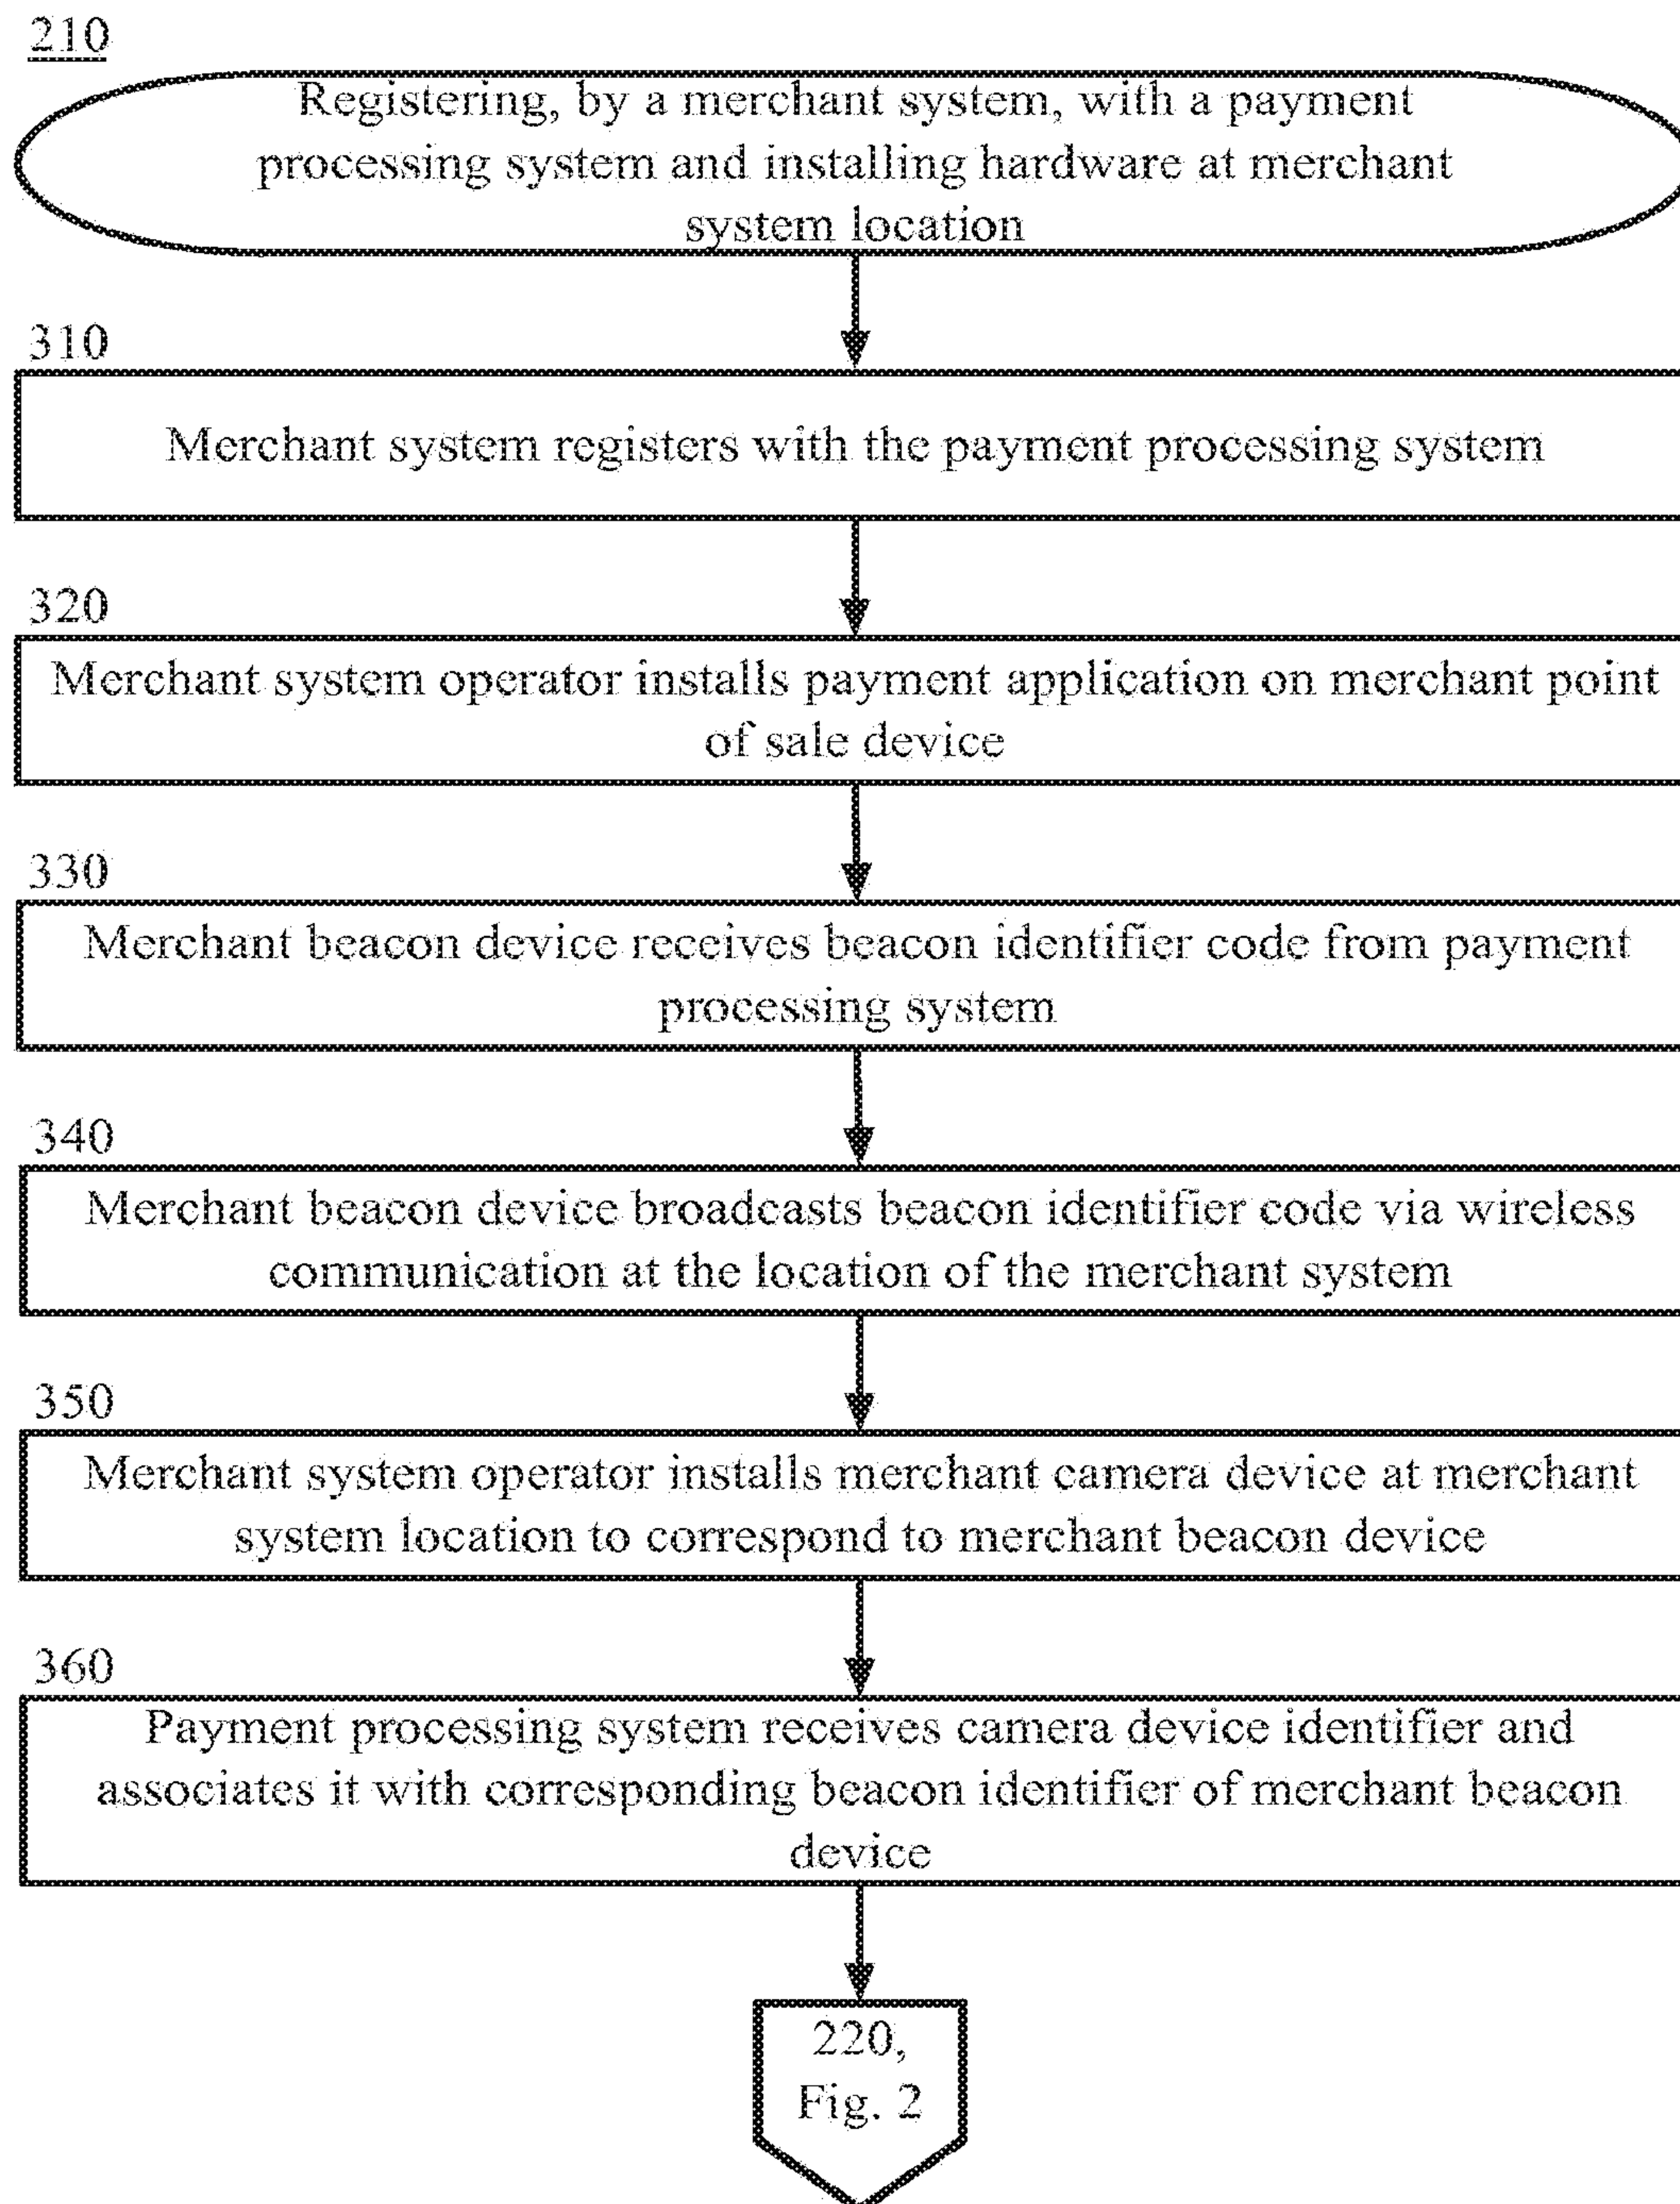 210
Registering, by a merchant system, with a payment
processing system and installing hardware at merchant
system location
310
Merchant system registers with the payment processing system
320
Merchant system operator installs payment application on merchant point
of sale device
330
Merchant beacon device receives beacon identifier code from payment
processing system
340
Merchant beacon device broadcasts beacon identifier code via wireless
communication at the location of the merchant system
350
Merchant system operator installs merchant camera device at merchant
system location to correspond to merchant beacon device
360
Payment processing system receives camera device identifier and
associates it with corresponding beacon identifier of merchant beacon
device
220,
Fig. 2